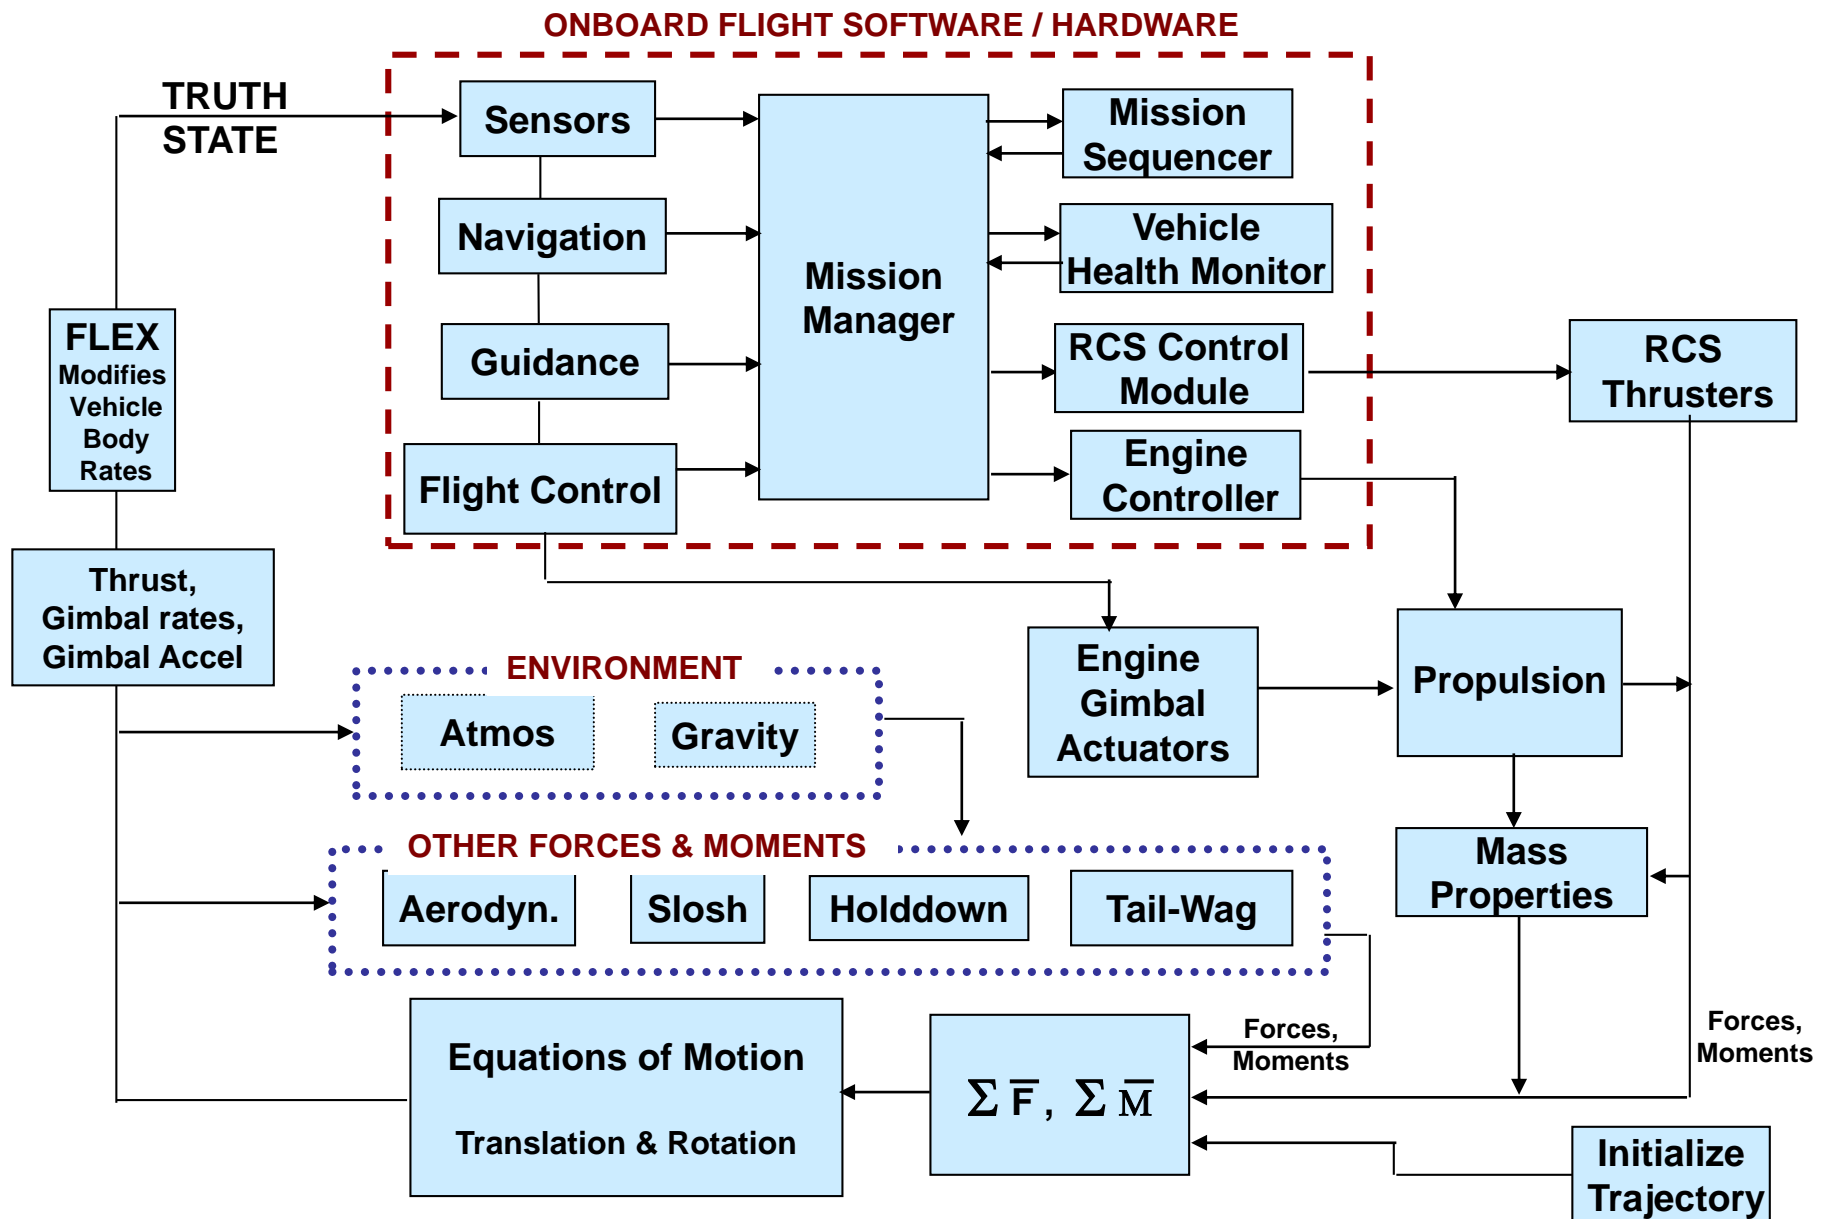 ONBOARD FLIGHT SOFTWARE / HARDWARE
TRUTH
STATE
Sensors
Navigation
Guidance
Flight Control
Mission
Manager
Mission
Sequencer
Vehicle
Health Monitor
RCS Control
Module
Engine
Controller
RCS
Thrusters
FLEX
Modifies
Vehicle
Body
Rates
Thrust,
Gimbal rates,
Gimbal Accel
ENVIRONMENT
Atmos
Gravity
Engine
Gimbal
Actuators
Propulsion
OTHER FORCES & MOMENTS
Aerodyn.
Slosh
Holddown
Tail-Wag
Mass
Properties
Equations of Motion
Translation & Rotation
Σ F̅ , Σ M̅
Forces,
Moments
Forces,
Moments
Initialize
Trajectory